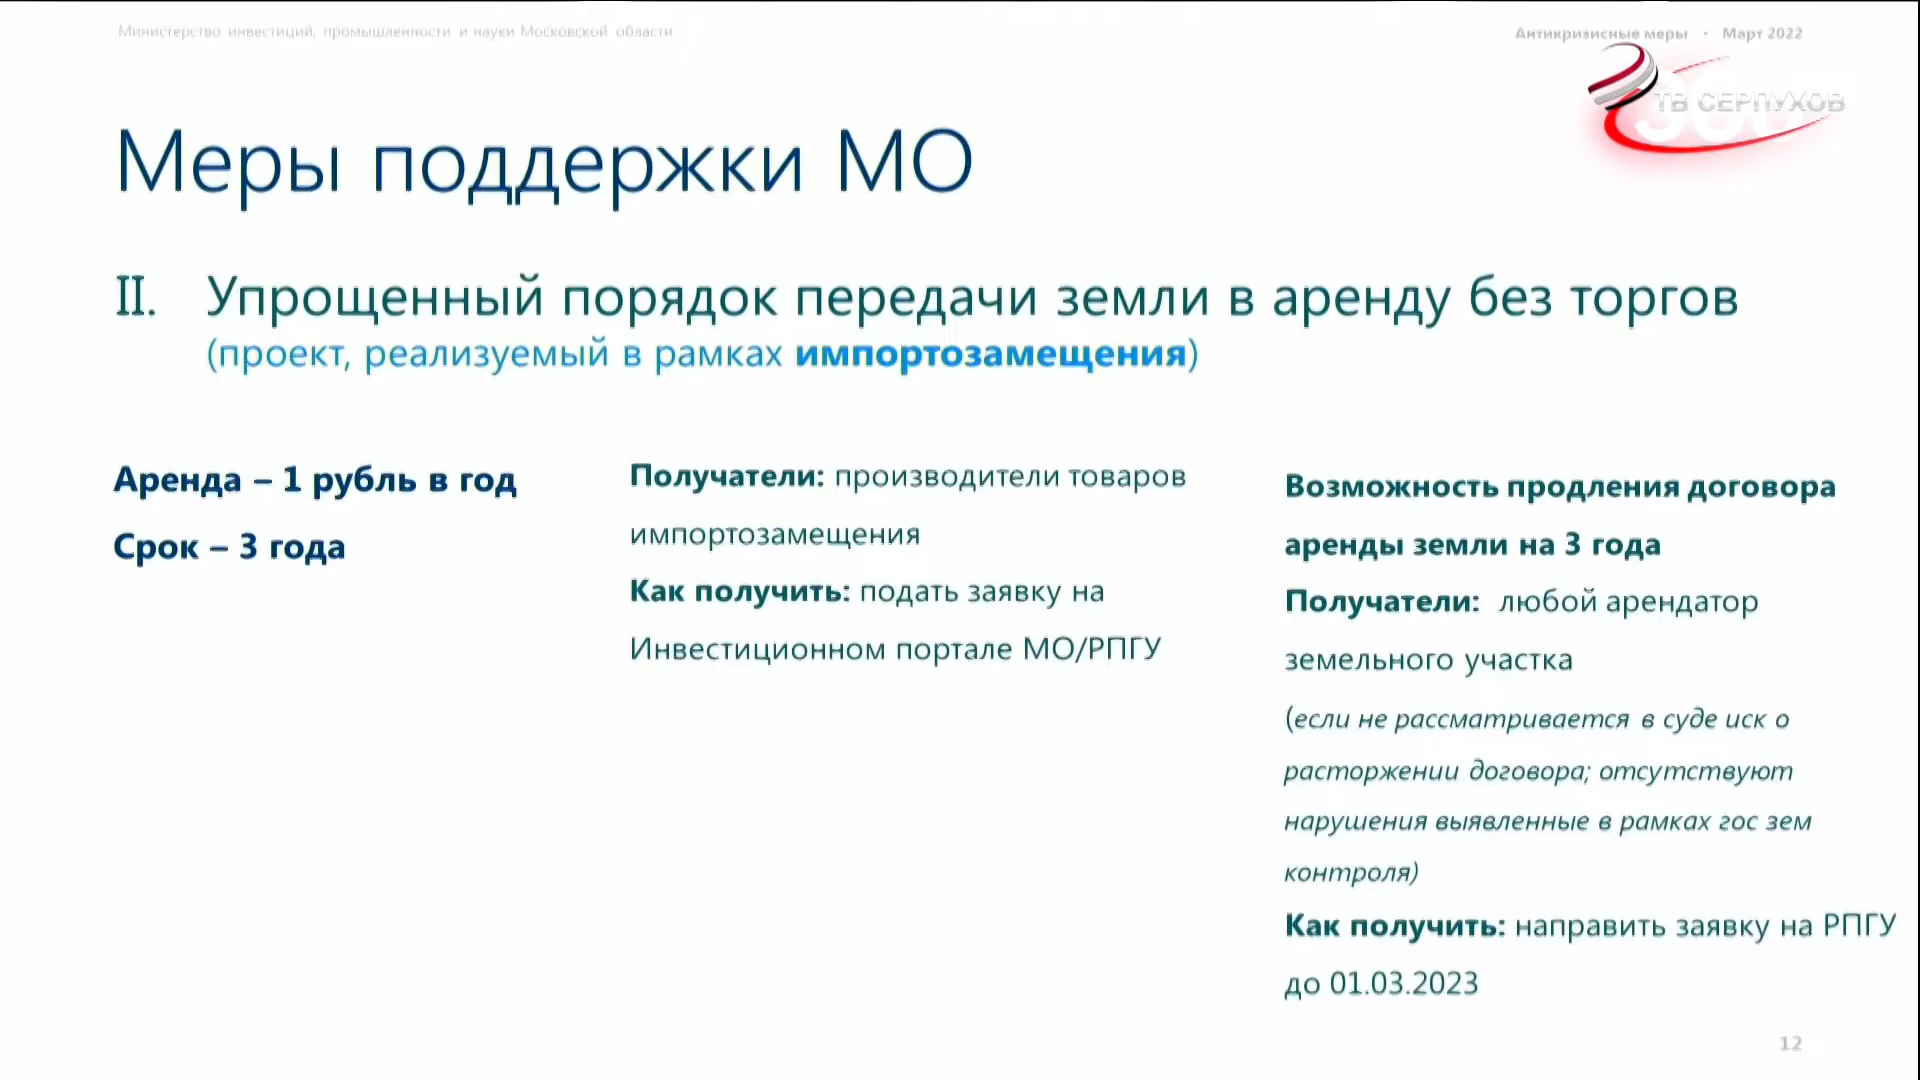 Министерство инвестиций, промышленности и науки Московской области
Антикризисные меры • Март 2022
ТВ СЕРПУХОВ
Меры поддержки МО
II. Упрощенный порядок передачи земли в аренду без торгов
(проект, реализуемый в рамках импортозамещения)
Аренда – 1 рубль в год
Срок – 3 года
Получатели: производители товаров
импортозамещения
Как получить: подать заявку на
Инвестиционном портале МО/РПГУ
Возможность продления договора
аренды земли на 3 года
Получатели: любой арендатор
земельного участка
(если не рассматривается в суде иск о
расторжении договора; отсутствуют
нарушения выявленные в рамках гос зем
контроля)
Как получить: направить заявку на РПГУ
до 01.03.2023
12